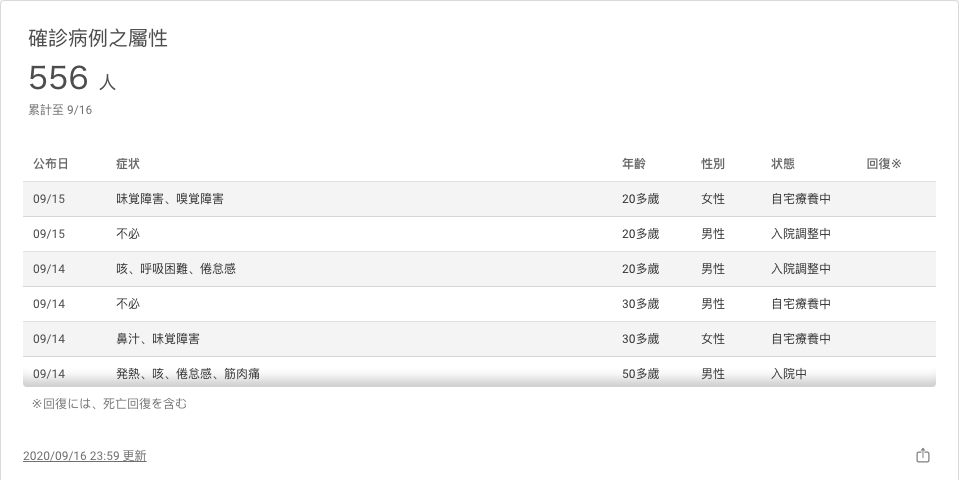 確診病例之屬性
556 人
累計至 9/16
公布日 症状 年齢 性別 状態 回復※
09/15 味覚障害、嗅覚障害 20多歲 女性 自宅療養中
09/15 不必 20多歲 男性 入院調整中
09/14 咳、呼吸困難、倦怠感 20多歲 男性 入院調整中
09/14 不必 30多歲 男性 自宅療養中
09/14 鼻汁、味覚障害 30多歲 女性 自宅療養中
09/14 発熱、咳、倦怠感、筋肉痛 50多歲 男性 入院中
※回復には、死亡回復を含む
2020/09/16 23:59 更新